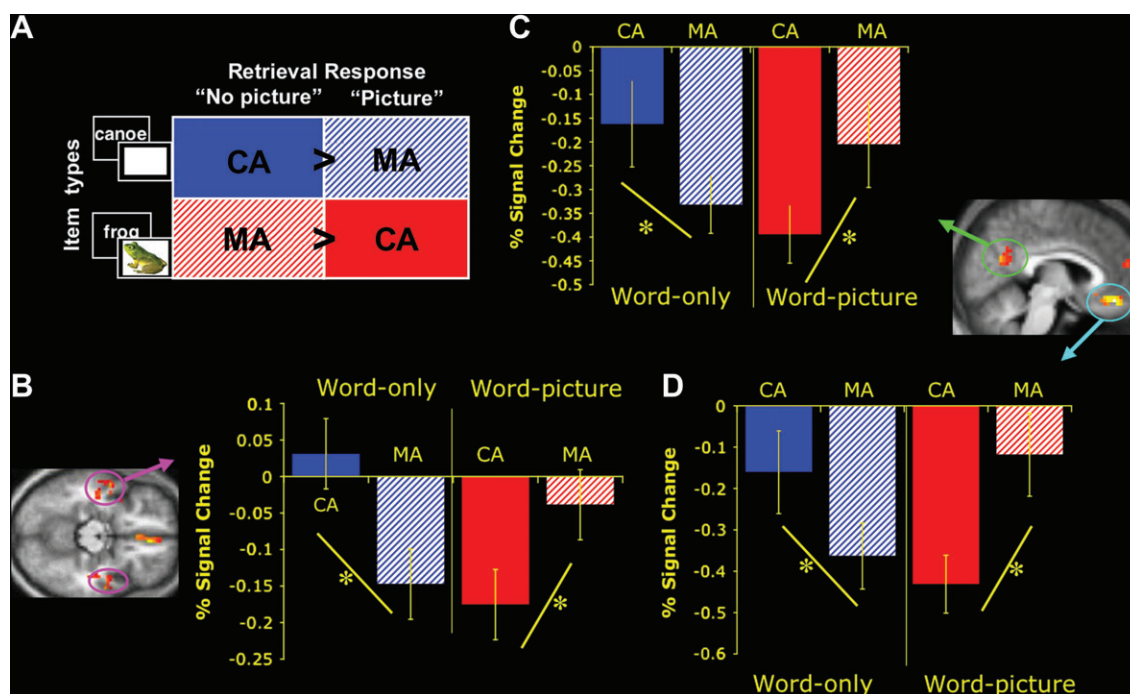 A
Retrieval Response
“No picture” “Picture”
Item types
canoe
CA > MA
frog
MA > CA
C
CA MA CA MA
% Signal Change
0
-0.05
-0.1
-0.15
-0.2
-0.25
-0.3
-0.35
-0.4
-0.45
-0.5
* *
Word-only Word-picture
B
Word-only Word-picture
% Signal Change
0.1
0.05
0
-0.05
-0.1
-0.15
-0.2
-0.25
CA MA CA MA
* *
D
CA MA CA MA
% Signal Change
0
-0.1
-0.2
-0.3
-0.4
-0.5
-0.6
* *
Word-only Word-picture